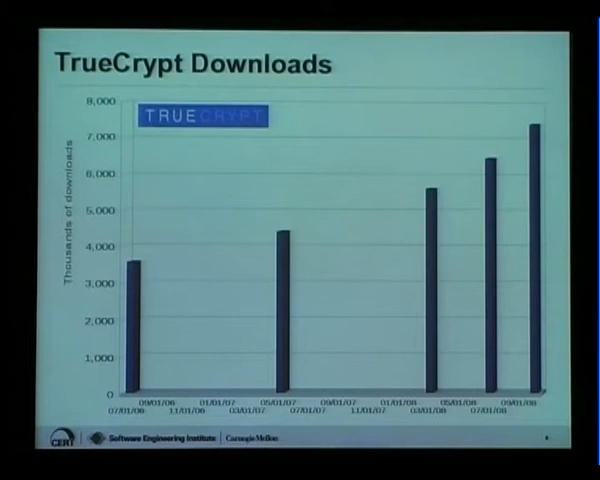 TrueCrypt Downloads
TRUECRYPT
Thousands of downloads
8,000
7,000
6,000
5,000
4,000
3,000
2,000
1,000
0
09/01/06 01/01/07 05/01/07 09/01/07 01/01/08 05/01/08 09/01/08
07/01/06 11/01/06 03/01/07 07/01/07 11/01/07 03/01/08 07/01/08
CERT Software Engineering Institute Carnegie Mellon